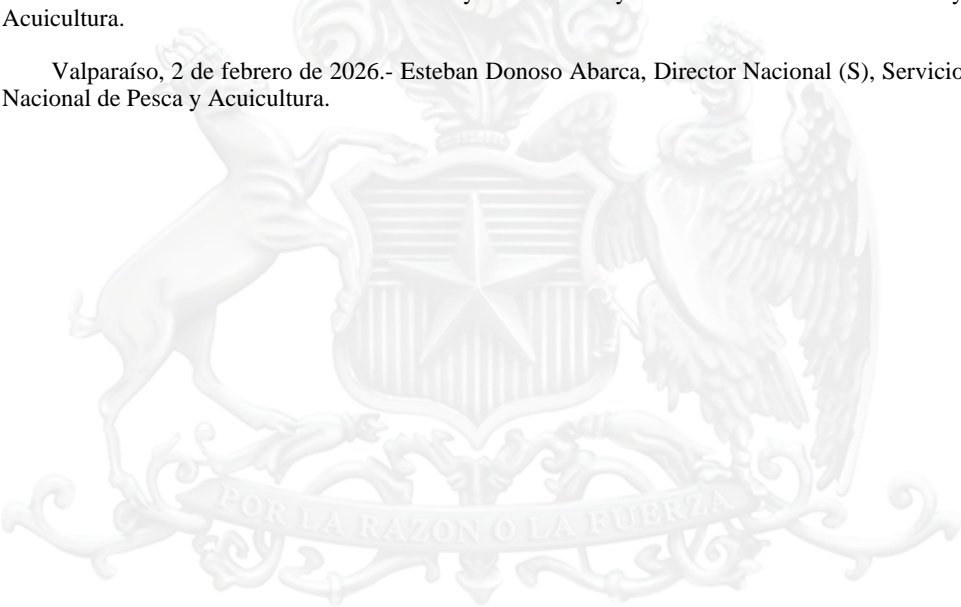 Acuicultura.
Valparaíso, 2 de febrero de 2026.- Esteban Donoso Abarca, Director Nacional (S), Servicio
Nacional de Pesca y Acuicultura.
POR LA RAZON O LA FUERZA